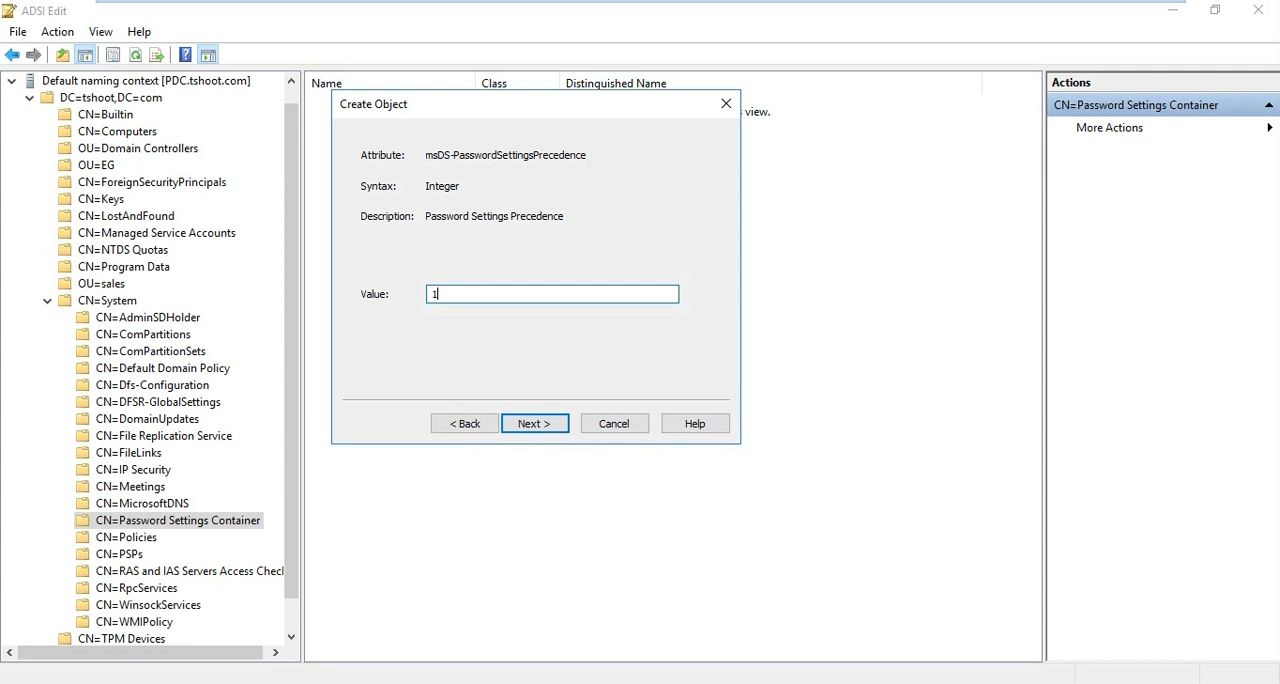 ADSI Edit
File Action View Help
Default naming context [PDC.tshoot.com]
DC=tshoot,DC=com
CN=Builtin
CN=Computers
OU=Domain Controllers
OU=EG
CN=ForeignSecurityPrincipals
CN=Keys
CN=LostAndFound
CN=Managed Service Accounts
CN=NTDS Quotas
CN=Program Data
OU=sales
CN=System
CN=AdminSDHolder
CN=ComPartitions
CN=ComPartitionSets
CN=Default Domain Policy
CN=Dfs-Configuration
CN=DFSR-GlobalSettings
CN=DomainUpdates
CN=File Replication Service
CN=FileLinks
CN=IP Security
CN=Meetings
CN=MicrosoftDNS
CN=Password Settings Container
CN=Policies
CN=PSPs
CN=RAS and IAS Servers Access Chec
CN=RpcServices
CN=WinsockServices
CN=WMIPolicy
CN=TPM Devices
Name Class Distinguished Name
view.
Create Object
Attribute: msDS-PasswordSettingsPrecedence
Syntax: Integer
Description: Password Settings Precedence
Value: 1
< Back Next > Cancel Help
Actions
CN=Password Settings Container
More Actions